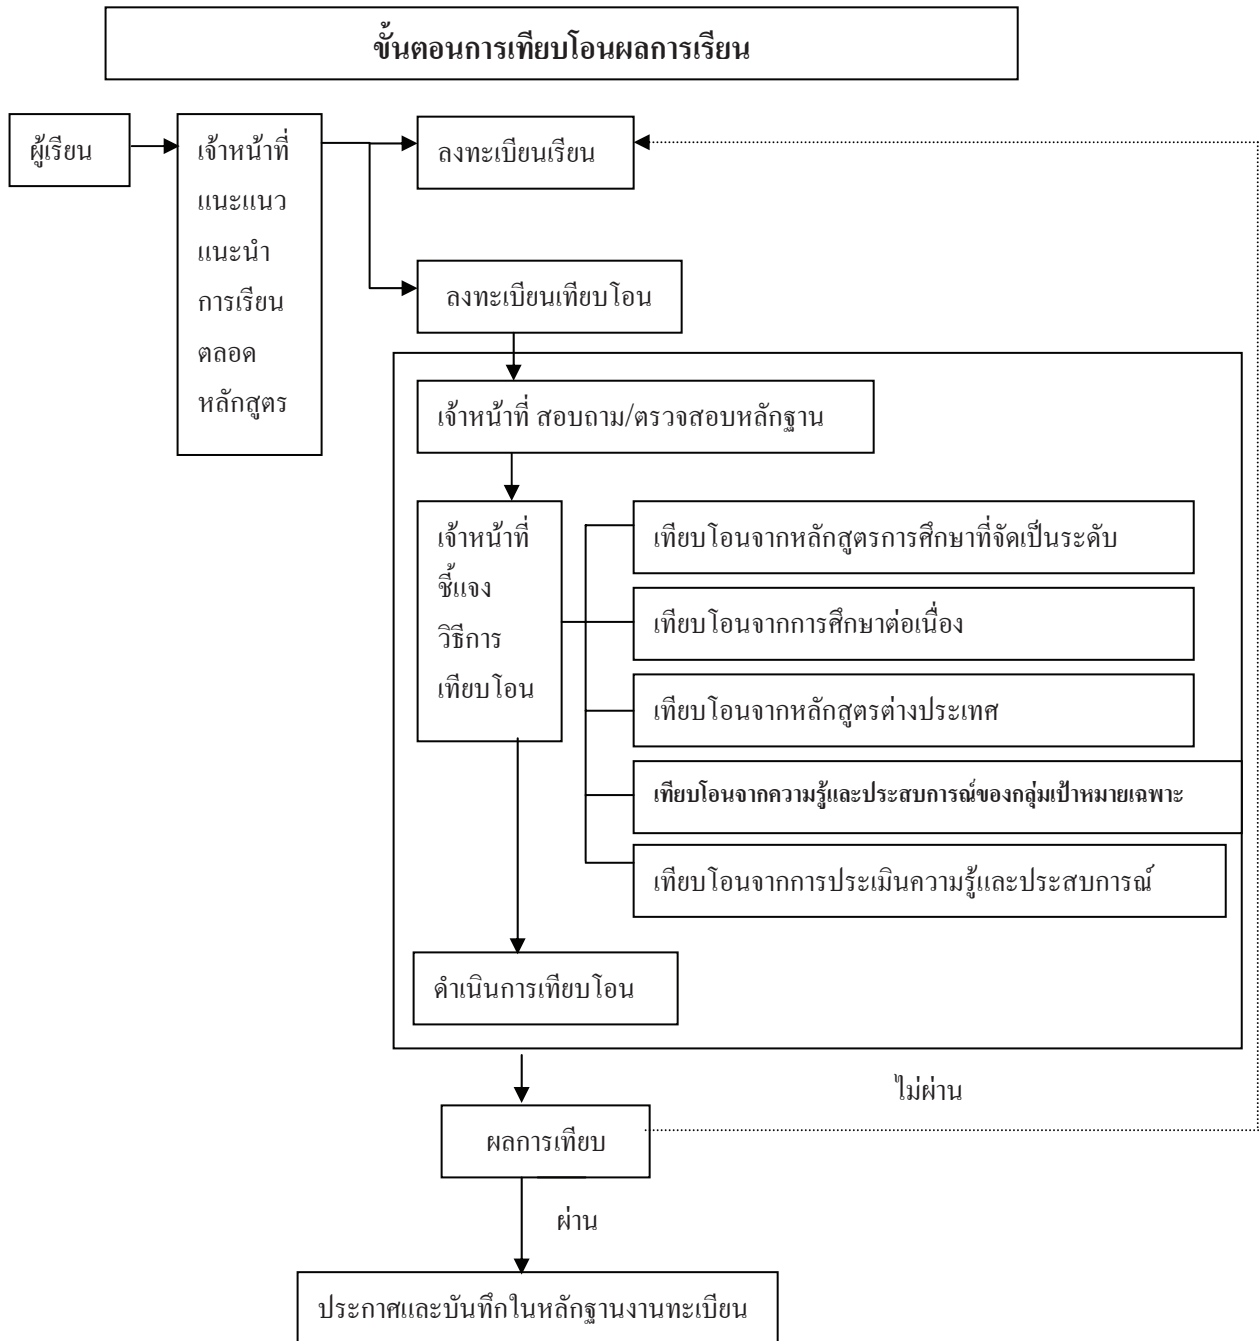 ขั้นตอนการเทียบโอนผลการเรียน
ผู้เรียน
เจ้าหน้าที่
แนะแนว
แนะนำ
การเรียน
ตลอด
หลักสูตร
ลงทะเบียนเรียน
ลงทะเบียนเทียบโอน
เจ้าหน้าที่ สอบถาม/ตรวจสอบหลักฐาน
เจ้าหน้าที่
ชี้แจง
วิธีการ
เทียบโอน
เทียบโอนจากหลักสูตรการศึกษาที่จัดเป็นระดับ
เทียบโอนจากการศึกษาต่อเนื่อง
เทียบโอนจากหลักสูตรต่างประเทศ
เทียบโอนจากความรู้และประสบการณ์ของกลุ่มเป้าหมายเฉพาะ
เทียบโอนจากการประเมินความรู้และประสบการณ์
ดำเนินการเทียบโอน
ไม่ผ่าน
ผลการเทียบ
ผ่าน
ประกาศและบันทึกในหลักฐานงานทะเบียน